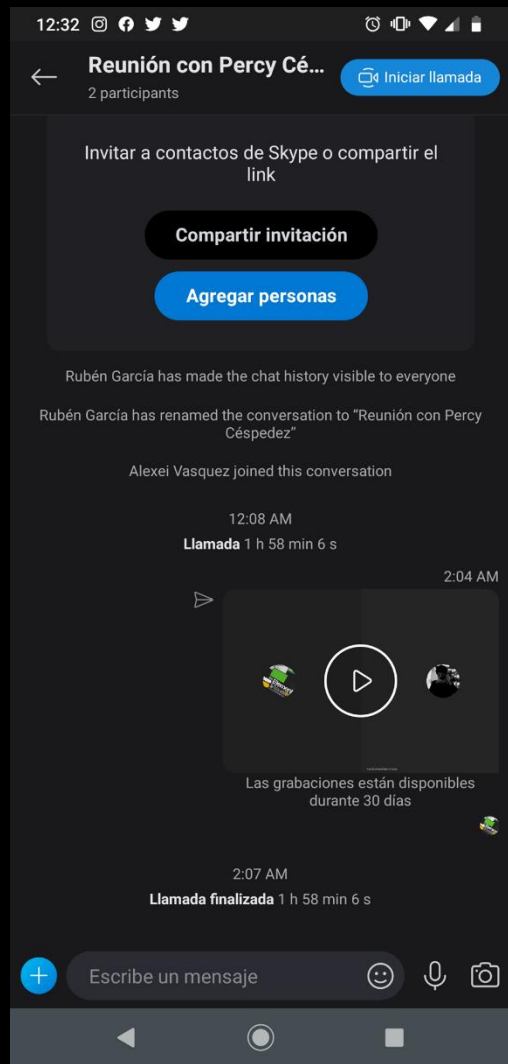 12:32
Reunión con Percy Cé...
2 participants
Iniciar llamada
Invitar a contactos de Skype o compartir el
link
Compartir invitación
Agregar personas
Rubén García has made the chat history visible to everyone
Rubén García has renamed the conversation to “Reunión con Percy
Céspedez”
Alexei Vasquez joined this conversation
12:08 AM
Llamada 1 h 58 min 6 s
2:04 AM
Las grabaciones están disponibles
durante 30 días
2:07 AM
Llamada finalizada 1 h 58 min 6 s
Escribe un mensaje